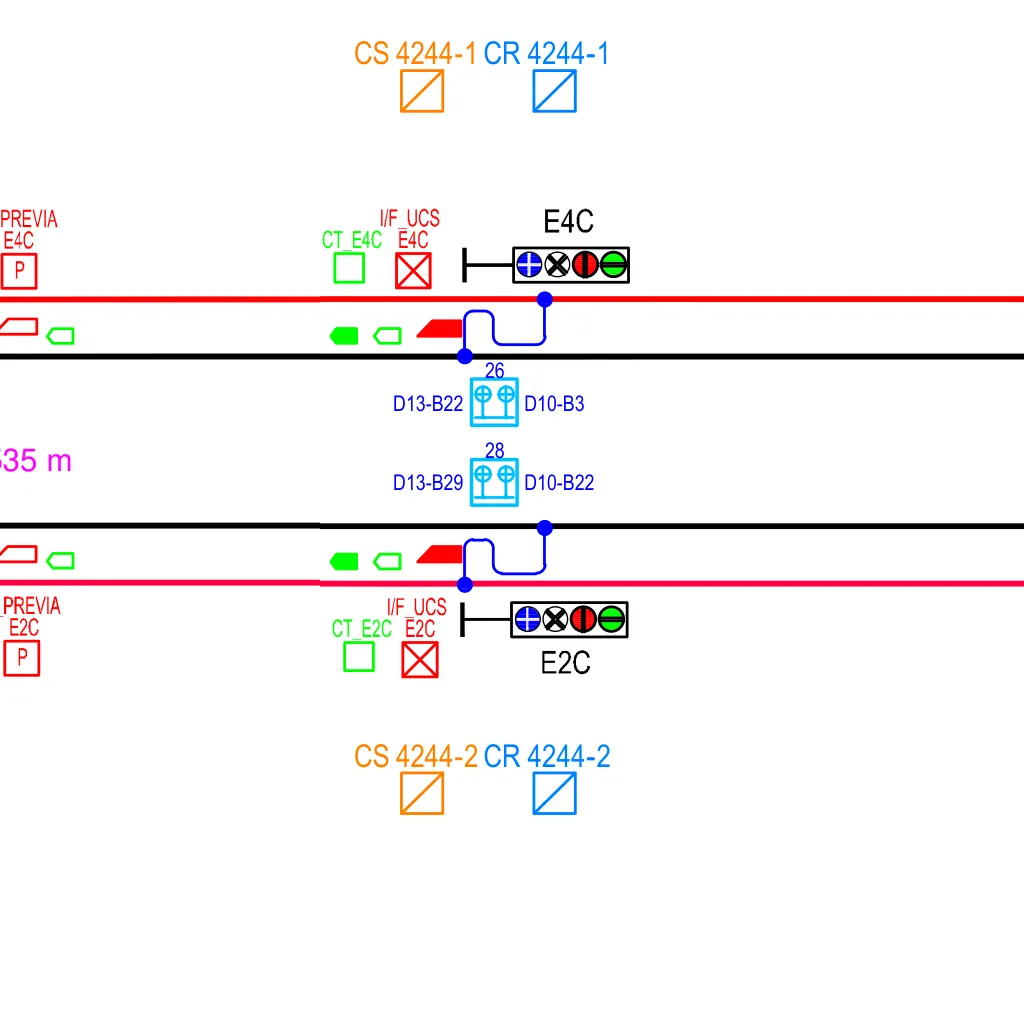 CS 4244-1 CR 4244-1
PREVIA
E4C
P
CT_E4C
I/F_UCS
E4C
E4C
26
D13-B22
D10-B3
35 m
28
D13-B29
D10-B22
_PREVIA
E2C
P
CT_E2C
I/F_UCS
E2C
E2C
CS 4244-2 CR 4244-2